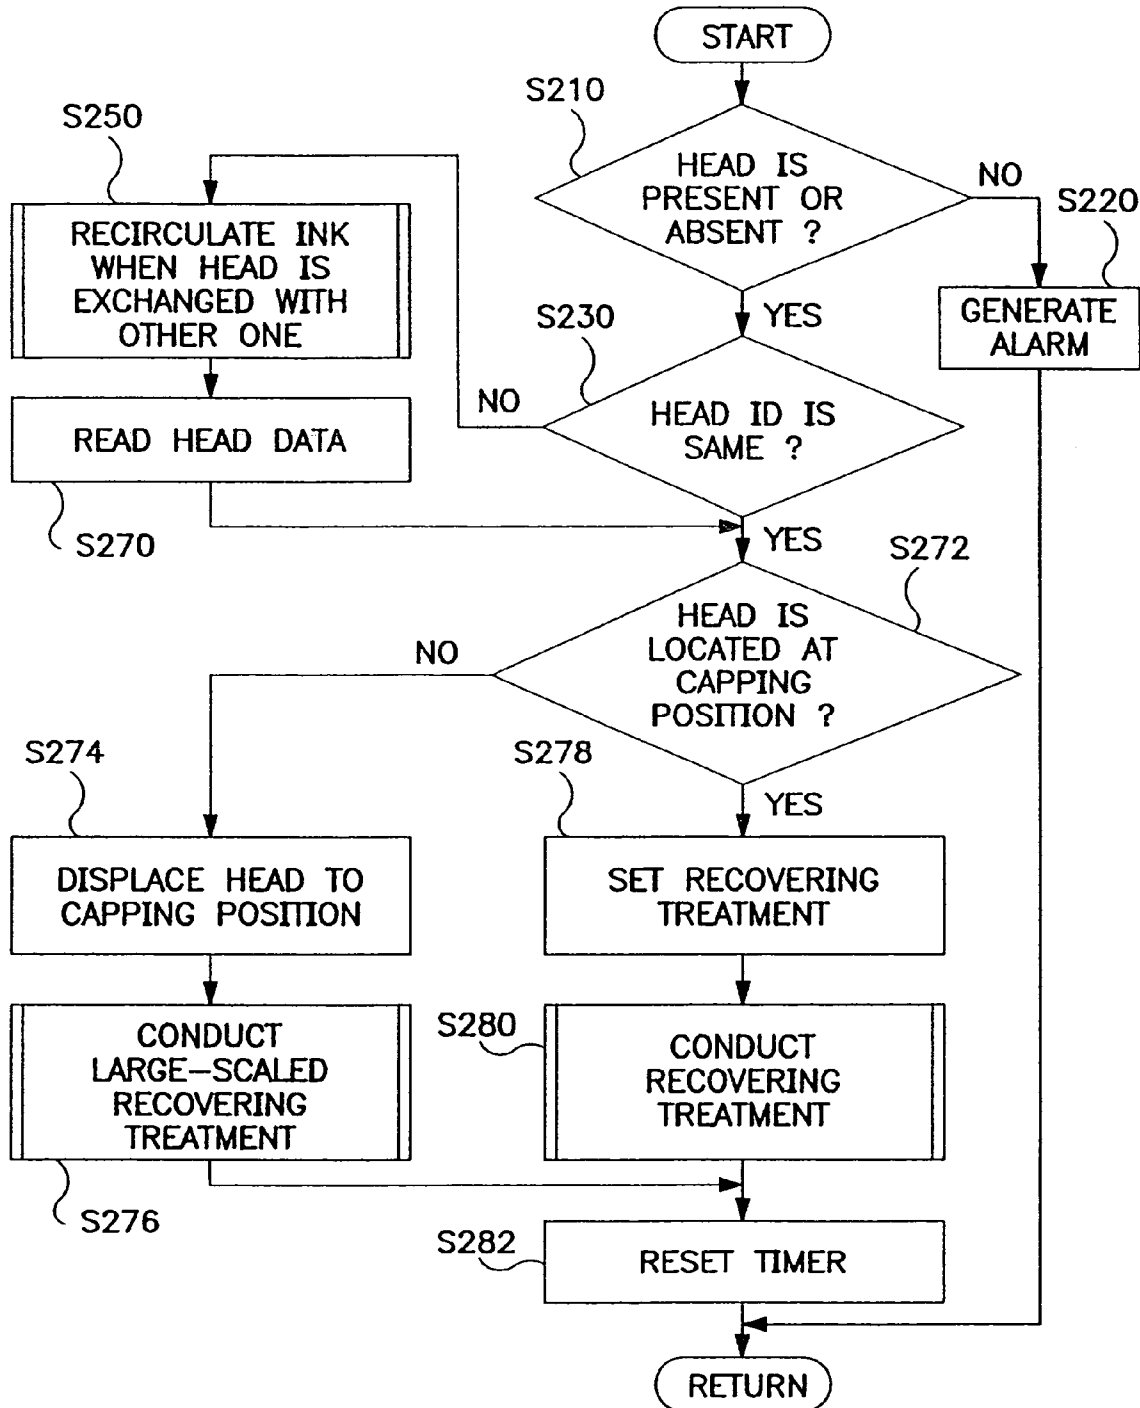 START
S210
HEAD IS
PRESENT OR
ABSENT ?
NO
S220
GENERATE
ALARM
YES
S250
RECIRCULATE INK
WHEN HEAD IS
EXCHANGED WITH
OTHER ONE
S230
HEAD ID IS
SAME ?
NO
READ HEAD DATA
S270
YES
S272
HEAD IS
LOCATED AT
CAPPING
POSITION ?
NO
S274
DISPLACE HEAD TO
CAPPING POSITION
YES
S278
SET RECOVERING
TREATMENT
CONDUCT
LARGE-SCALED
RECOVERING
TREATMENT
S276
S280
CONDUCT
RECOVERING
TREATMENT
S282
RESET TIMER
RETURN